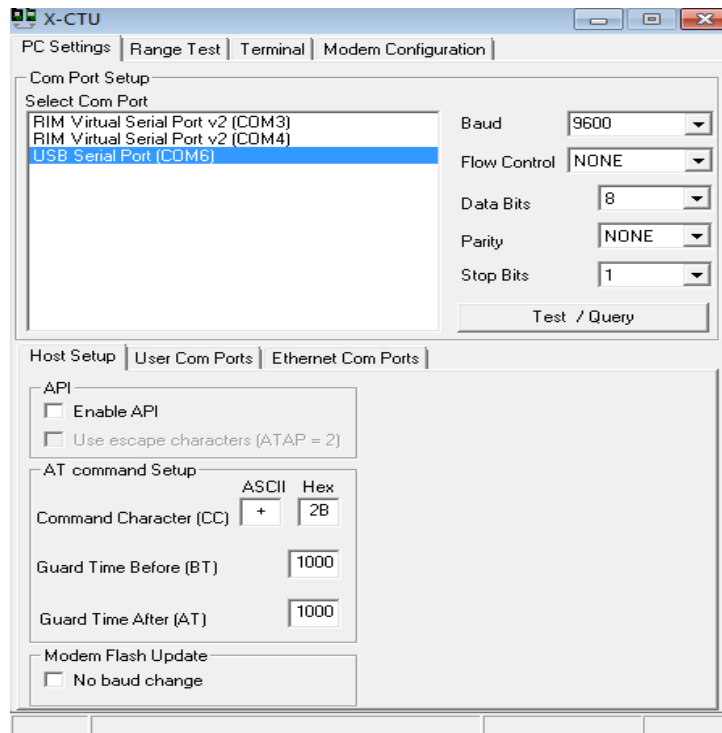 X-CTU
PC Settings Range Test Terminal Modem Configuration
Com Port Setup
Select Com Port
RIM Virtual Serial Port v2 (COM3)
RIM Virtual Serial Port v2 (COM4)
USB Serial Port (COM6)
Baud 9600
Flow Control NONE
Data Bits 8
Parity NONE
Stop Bits 1
Test / Query
Host Setup User Com Ports Ethernet Com Ports
API
Enable API
Use escape characters (ATAP = 2)
AT command Setup
ASCII Hex
Command Character (CC) + 2B
Guard Time Before (BT) 1000
Guard Time After (AT) 1000
Modem Flash Update
No baud change